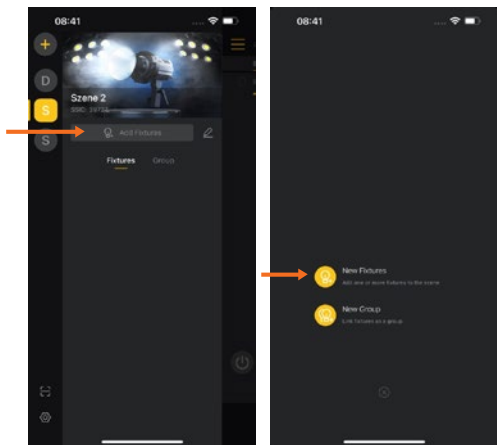 08:41
D
S
S
Szene 2
Add Fixtures
Fixtures Group
08:41
New Fixtures
Add one or more fixtures to the scene
New Group
Link fixtures as a group